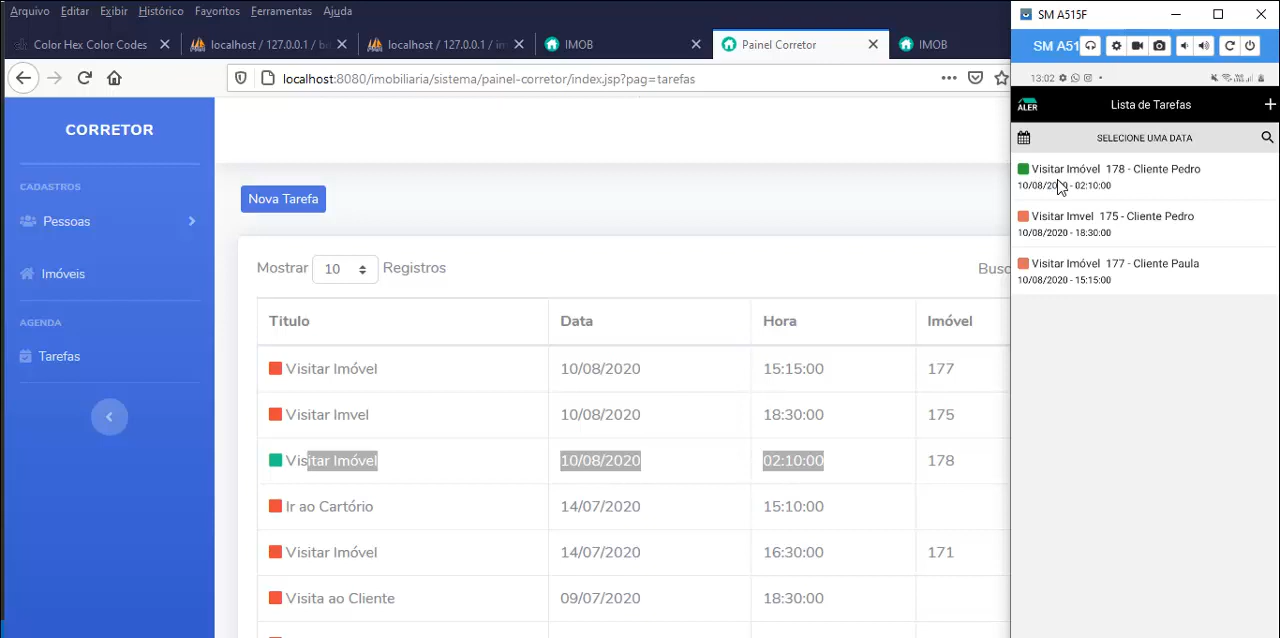 Arquivo Editar Exibir Histórico Favoritos Ferramentas Ajuda
Color Hex Color Codes
localhost / 127.0.0.1 /
localhost / 127.0.0.1 /
IMOB
Painel Corretor
IMOB
localhost:8080/imobiliaria/sistema/painel-corretor/index.jsp?pag=tarefas
CORRETOR
CADASTROS
Pessoas
Imóveis
AGENDA
Tarefas
Nova Tarefa
Mostrar 10 Registros
Busc
Titulo Data Hora Imóvel
Visitar Imóvel 10/08/2020 15:15:00 177
Visitar Imvel 10/08/2020 18:30:00 175
Visitar Imóvel 10/08/2020 02:10:00 178
Ir ao Cartório 14/07/2020 15:10:00
Visitar Imóvel 14/07/2020 16:30:00 171
Visita ao Cliente 09/07/2020 18:30:00
SM A515F
SM A51
13:02
ALER
Lista de Tarefas
SELECIONE UMA DATA
Visitar Imóvel 178 - Cliente Pedro
10/08/2020 - 02:10:00
Visitar Imvel 175 - Cliente Pedro
10/08/2020 - 18:30:00
Visitar Imóvel 177 - Cliente Paula
10/08/2020 - 15:15:00